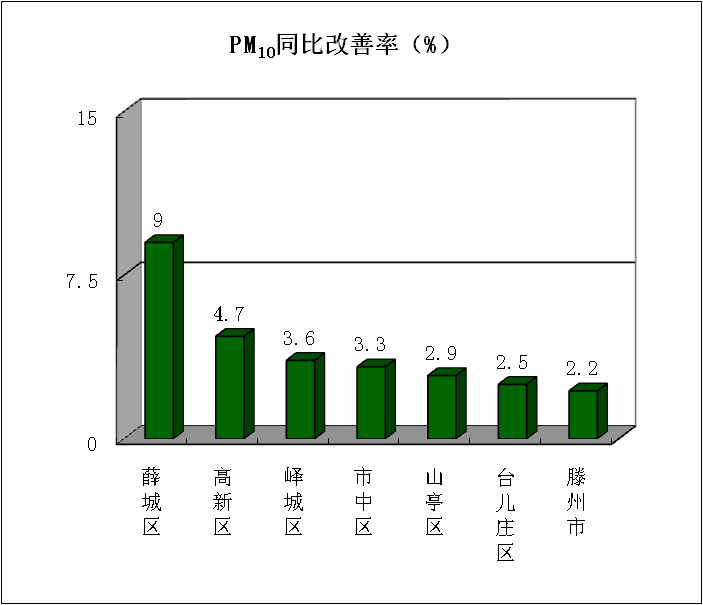 PM10同比改善率（%）
15
7.5
0
9
4.7
3.6
3.3
2.9
2.5
2.2
薛城区
高新区
峄城区
市中区
山亭区
台儿庄区
滕州市